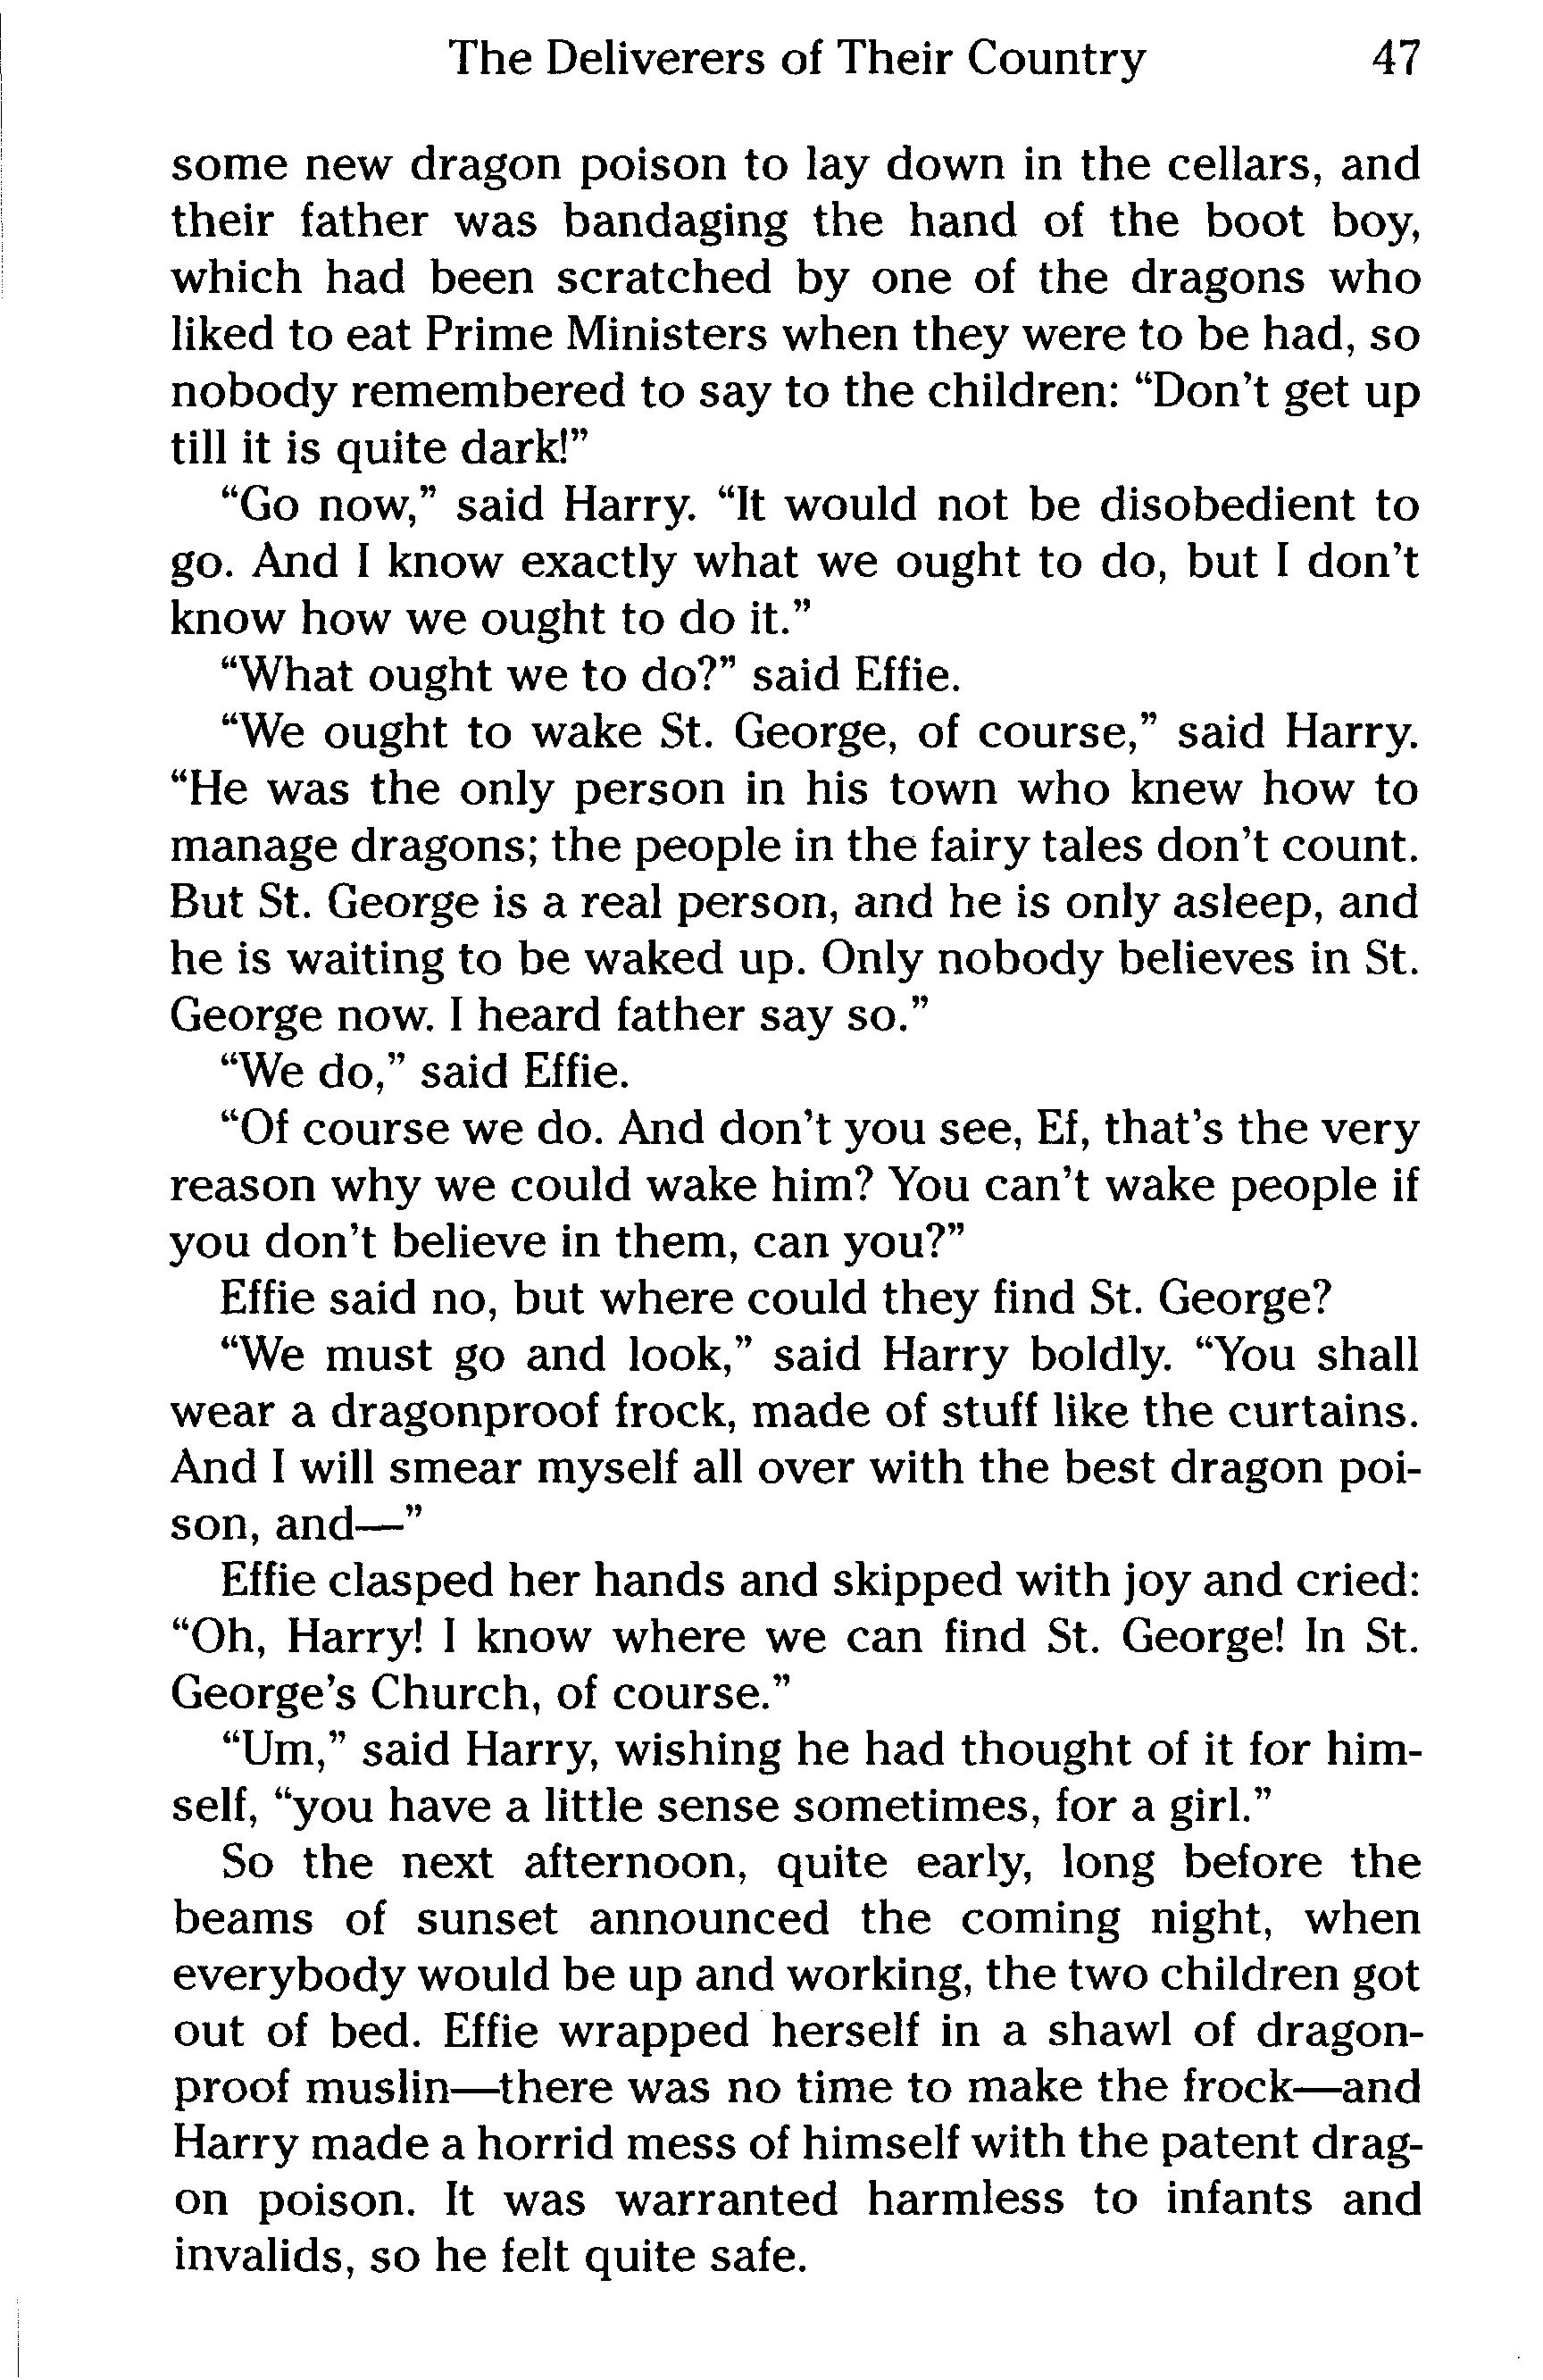 The Deliverers of Their Country 47
some new dragon poison to lay down in the cellars, and
their father was bandaging the hand of the boot boy,
which had been scratched by one of the dragons who
liked to eat Prime Ministers when they were to be had, so
nobody remembered to say to the children: “Don’t get up
till it is quite dark!”
“Go now,” said Harry. “It would not be disobedient to
go. And I know exactly what we ought to do, but I don’t
know how we ought to do it.”
“What ought we to do?” said Effie.
“We ought to wake St. George, of course,” said Harry.
“He was the only person in his town who knew how to
manage dragons; the people in the fairy tales don’t count.
But St. George is a real person, and he is only asleep, and
he is waiting to be waked up. Only nobody believes in St.
George now. I heard father say so.”
“We do,” said Effie.
“Of course we do. And don’t you see, Ef, that’s the very
reason why we could wake him? You can’t wake people if
you don’t believe in them, can you?”
Effie said no, but where could they find St. George?
“We must go and look,” said Harry boldly. “You shall
wear a dragonproof frock, made of stuff like the curtains.
And I will smear myself all over with the best dragon poi-
son, and—”
Effie clasped her hands and skipped with joy and cried:
“Oh, Harry! I know where we can find St. George! In St.
George’s Church, of course.”
“Um,” said Harry, wishing he had thought of it for him-
self, “you have a little sense sometimes, for a girl.”
So the next afternoon, quite early, long before the
beams of sunset announced the coming night, when
everybody would be up and working, the two children got
out of bed. Effie wrapped herself in a shawl of dragon-
proof muslin—there was no time to make the frock—and
Harry made a horrid mess of himself with the patent drag-
on poison. It was warranted harmless to infants and
invalids, so he felt quite safe.